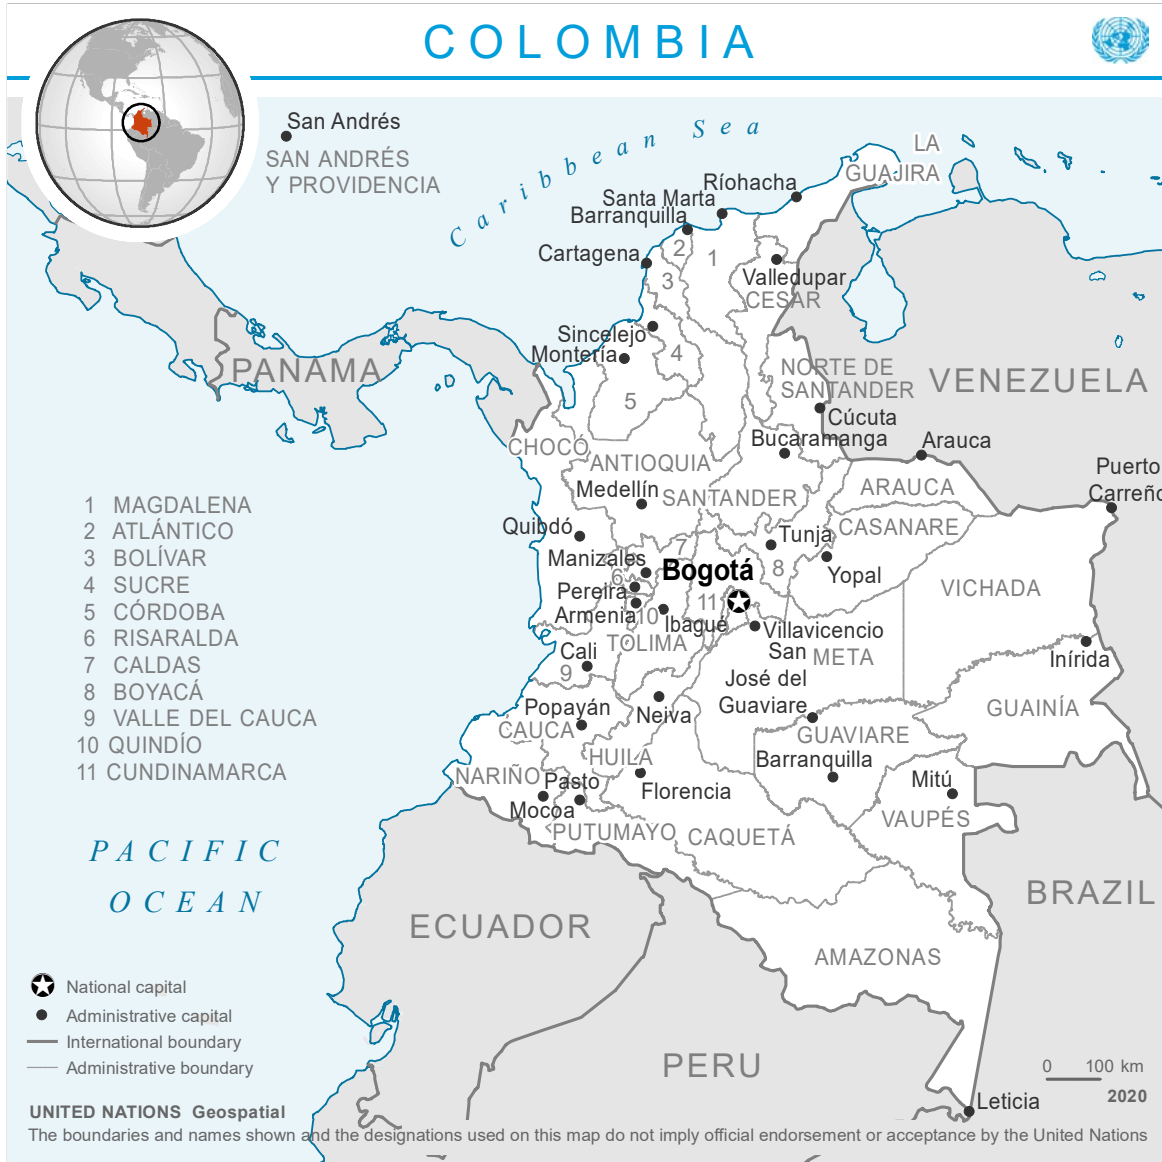 COLOMBIA
San Andrés
SAN ANDRÉS
Y PROVIDENCIA
Caribbean Sea
LA
GUAJIRA
Ríohacha
Santa Marta
Barranquilla
Cartagena
2
1
3
Valledupar
CESAR
Sincelejo
Montería
4
5
PANAMA
NORTE DE
SANTANDER
VENEZUELA
Cúcuta
Bucaramanga
Arauca
CHOCÓ
ANTIOQUIA
Medellín
SANTANDER
ARAUCA
Puerto
Carreño
Quibdó
Tunja
CASANARE
Manizales
7
Bogotá
8
Yopal
VICHADA
6
Pereira
Armenia
10
Ibagué
11
Villavicencio
TOLIMA
San
José del
Guaviare
META
Inírida
Cali
9
GUAINÍA
Popayán
CAUCA
Neiva
GUAVIARE
HUILA
Barranquilla
NARIÑO
Pasto
Mocoa
Florencia
Mitú
VAUPÉS
PUTUMAYO
CAQUETÁ
1 MAGDALENA
2 ATLÁNTICO
3 BOLÍVAR
4 SUCRE
5 CÓRDOBA
6 RISARALDA
7 CALDAS
8 BOYACÁ
9 VALLE DEL CAUCA
10 QUINDÍO
11 CUNDINAMARCA
PACIFIC
OCEAN
ECUADOR
BRAZIL
AMAZONAS
PERU
Leticia
National capital
Administrative capital
International boundary
Administrative boundary
0 100 km
2020
UNITED NATIONS Geospatial
The boundaries and names shown and the designations used on this map do not imply official endorsement or acceptance by the United Nations